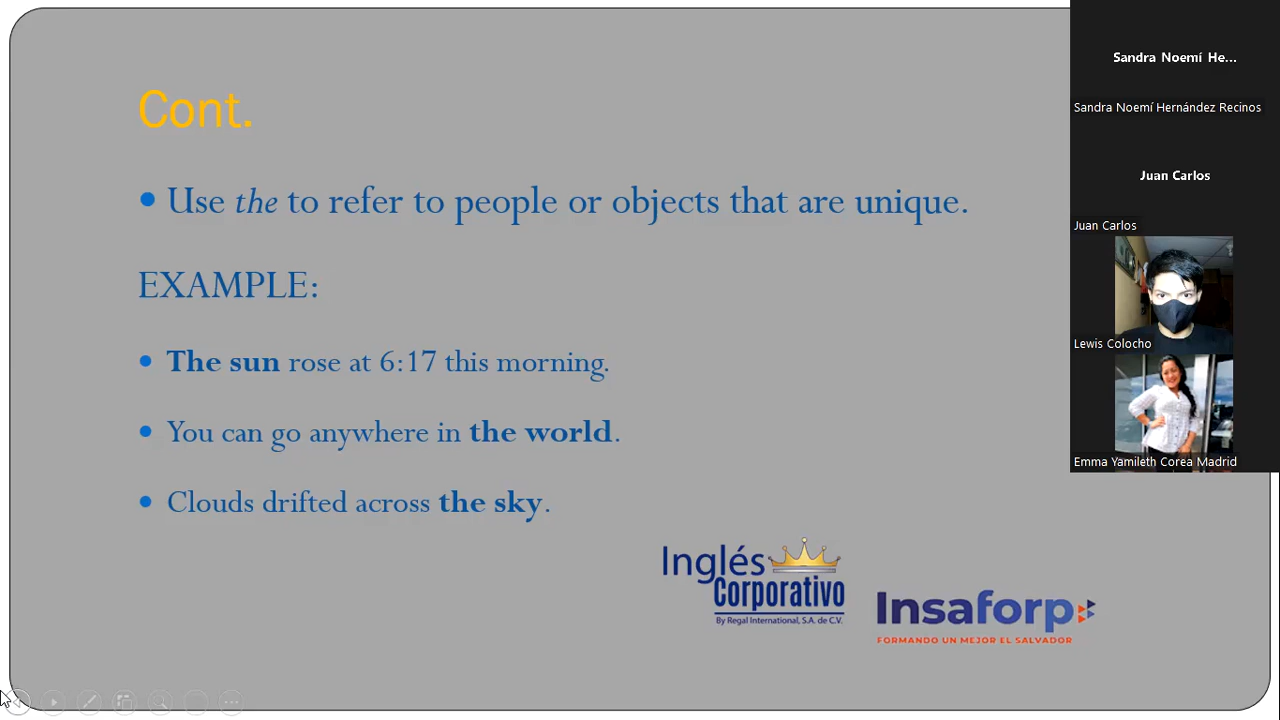 Cont.
• Use the to refer to people or objects that are unique.
EXAMPLE:
• The sun rose at 6:17 this morning.
• You can go anywhere in the world.
• Clouds drifted across the sky.
Inglés
Corporativo
By Regal International, S.A. de C.V.
Insaforp
FORMANDO UN MEJOR EL SALVADOR
Sandra Noemí He...
Sandra Noemí Hernández Recinos
Juan Carlos
Juan Carlos
Lewis Colocho
Emma Yamileth Corea Madrid